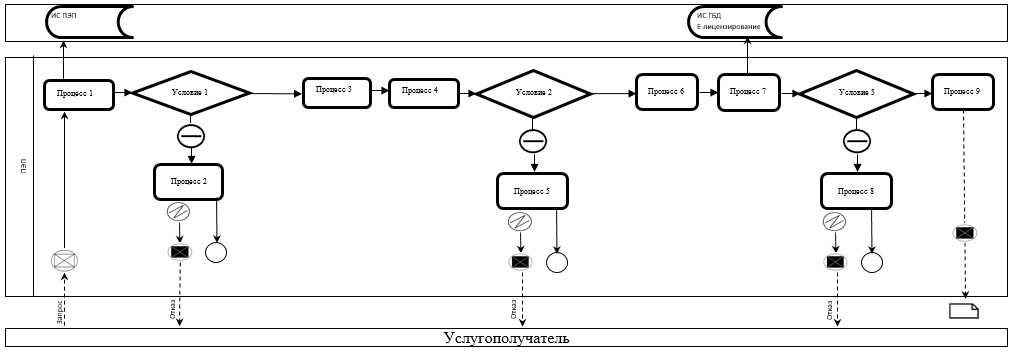 ИС ПЭП
ИС ГБД
Е-лицензирование
ПЭП
Процесс 1
Условие 1
Процесс 3
Процесс 4
Условие 2
Процесс 6
Процесс 7
Условие 3
Процесс 9
Процесс 2
Процесс 5
Процесс 8
Запрос
Отказ
Отказ
Отказ
Услугополучатель